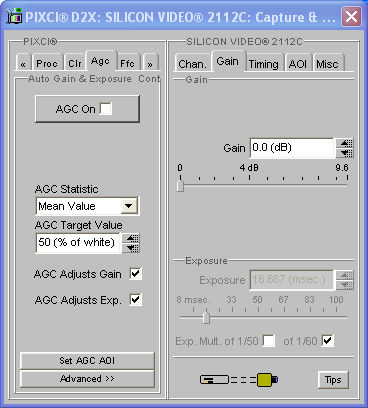 PIXCI® D2X: SILICON VIDEO® 2112C: Capture & ...
PIXCI®
« Proc Clr Agc Ffc »
Auto Gain & Exposure Cont
AGC On
AGC Statistic
Mean Value
AGC Target Value
50 (% of white)
AGC Adjusts Gain
AGC Adjusts Exp.
Set AGC AOI
Advanced >>
SILICON VIDEO® 2112C
Chan. Gain Timing AOI Misc
Gain
Gain 0.0 (dB)
0 4 dB 9.6
Exposure
Exposure 16.667 (msec.)
8 msec. 33 50 67 83 100
Exp. Mult. of 1/50 of 1/60
Tips